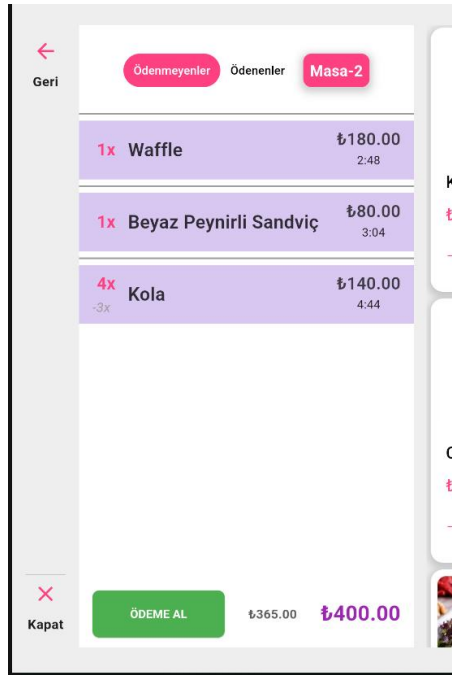 Geri
Ödenmeyenler Ödenenler Masa-2
1x Waffle ₺180.00
2:48
1x Beyaz Peynirli Sandviç ₺80.00
3:04
4x Kola ₺140.00
-3x 4:44
Kapat
ÖDEME AL ₺365.00 ₺400.00